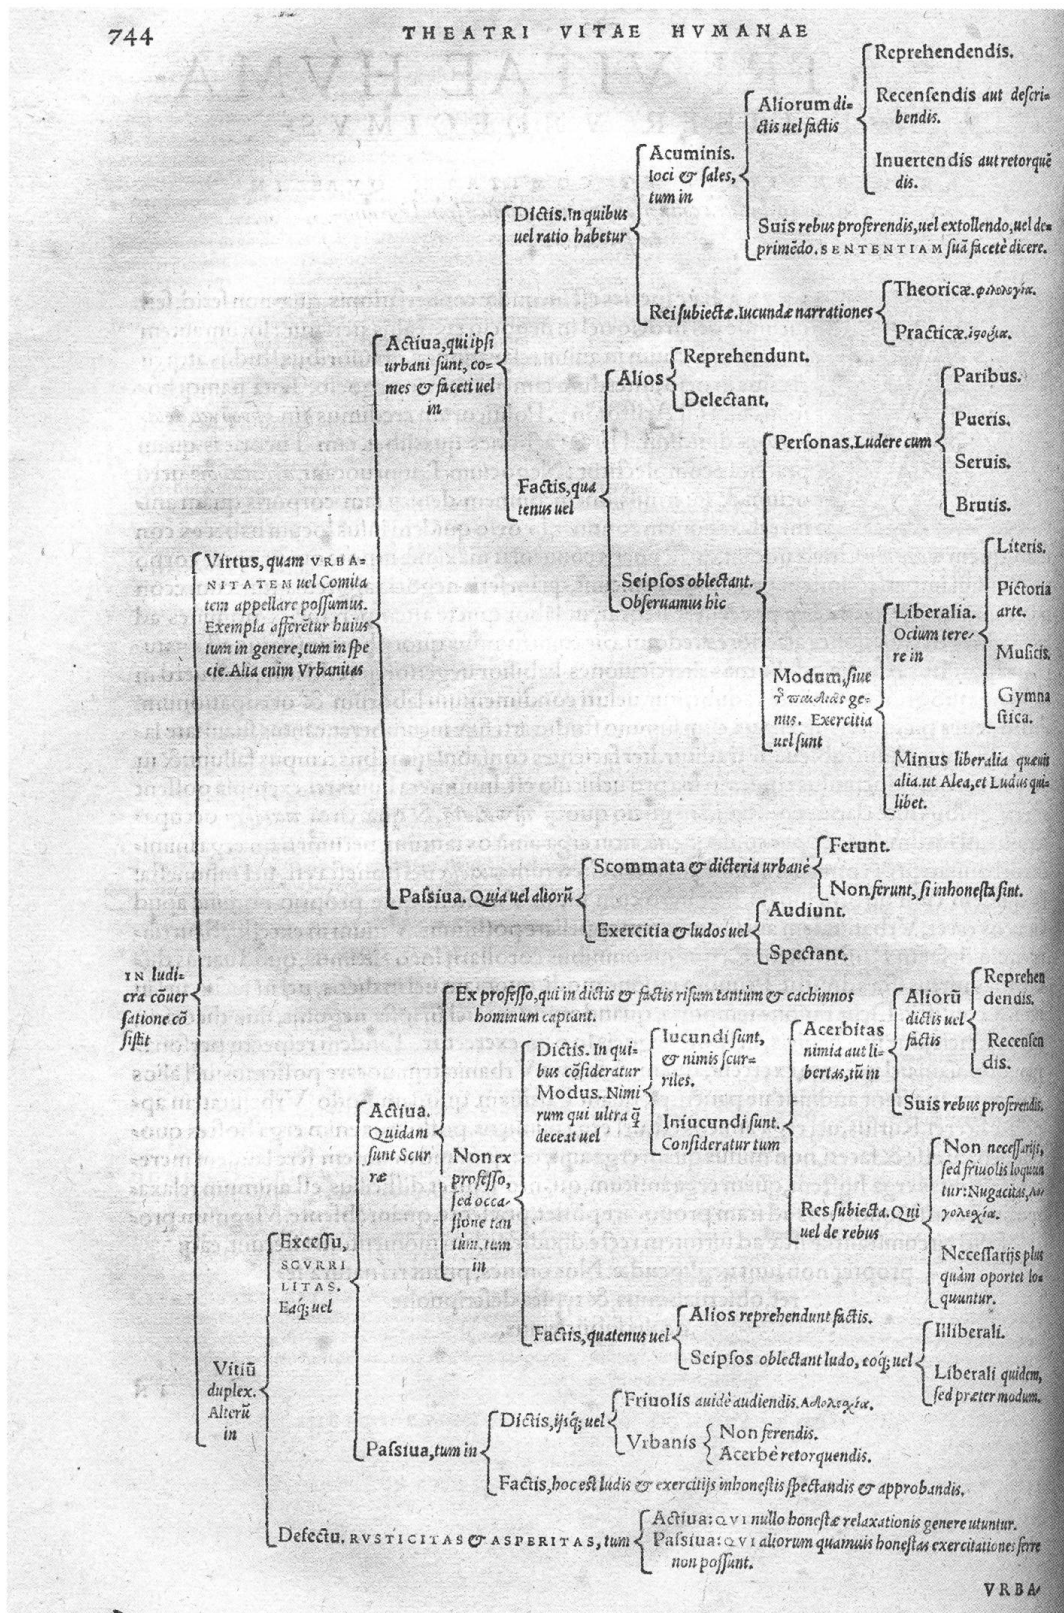 744
THEATRI VITAE HVMANAE
Reprehendendis.
Aliorum di=
ctis uel factis
Recensendis aut descri=
bendis.
Inuertendis aut retorquē
dis.
Acuminis.
loci & sales,
tum in
Suis rebus proferendis, uel extollendo, uel de=
primēdo. SENTENTIAM suā facetè dicere.
Dictis. In quibus
uel ratio habetur
Rei subiectæ. Iucundæ narrationes
Theoricæ. φιλολογία.
Practicæ.
Actiua, qui ipsi
urbani sunt, co=
mes & faceti uel
in
Alios
Reprehendunt.
Delectant.
Factis, qua
tenus uel
Personas. Ludere cum
Paribus.
Pueris.
Seruis.
Brutis.
Seipsos oblectant.
Obseruamus hîc
Modum, siue
ge=
nus. Exercitia
uel sunt
Liberalia.
Ocium tere=
re in
Literis.
Pictoria
arte.
Musicis.
Gymna
stica.
Minus liberalia quæuis
alia. ut Alea, et Ludus qui=
libet.
Virtus, quam VRBA=
NITATEM uel Comita
tem appellare possumus.
Exempla afferētur huius
tum in genere, tum in spe
cie. Alia enim Vrbanitas
Passiua. Quia uel aliorū
Scommata & dicteria urbanè
Ferunt.
Non ferunt, si inhonesta sint.
Exercitia & ludos uel
Audiunt.
Spectant.
IN ludi=
cra cōuer
satione cō
sistit
Ex professo, qui in dictis & factis risum tantùm & cachinnos
hominum captant.
Dictis. In qui=
bus cōsideratur
Modus. Nimi
rum qui ultra q̃
deceat uel
Iucundi sunt,
& nimis scur=
riles.
Iniucundi sunt.
Consideratur tum
Acerbitas
nimia aut li=
bertas, tū in
Aliorū
dictis uel
factis
Reprehen
dendis.
Recensen
dis.
Suis rebus proferendis.
Res subiecta. Qui
uel de rebus
Non necessarijs,
sed friuolis loquun
tur: Nugacitas,
Necessarijs plus
quàm oportet lo=
quuntur.
Actiua.
Quidam
sunt Scur
ræ
Non ex
professo,
sed occa
sione tan
tùm. tum
in
Factis, quatenus uel
Alios reprehendunt factis.
Seipsos oblectant ludo, eoq́; uel
Illiberali.
Liberali quidem,
sed præter modum.
Excessu,
SCVRRI
LITAS.
Eaq́; uel
Vitiū
duplex.
Alterū
in
Passiua, tum in
Dictis, ijsq́; uel
Friuolis auidè audiendis.
Vrbanis
Non ferendis.
Acerbè retorquendis.
Factis, hoc est ludis & exercitijs inhonestis spectandis & approbandis.
Defectu. RVSTICITAS & ASPERITAS, tum
Actiua: QVI nullo honestæ relaxationis genere utuntur.
Passiua: QVI aliorum quamuis honestas exercitationes ferre
non possunt.
VRBA